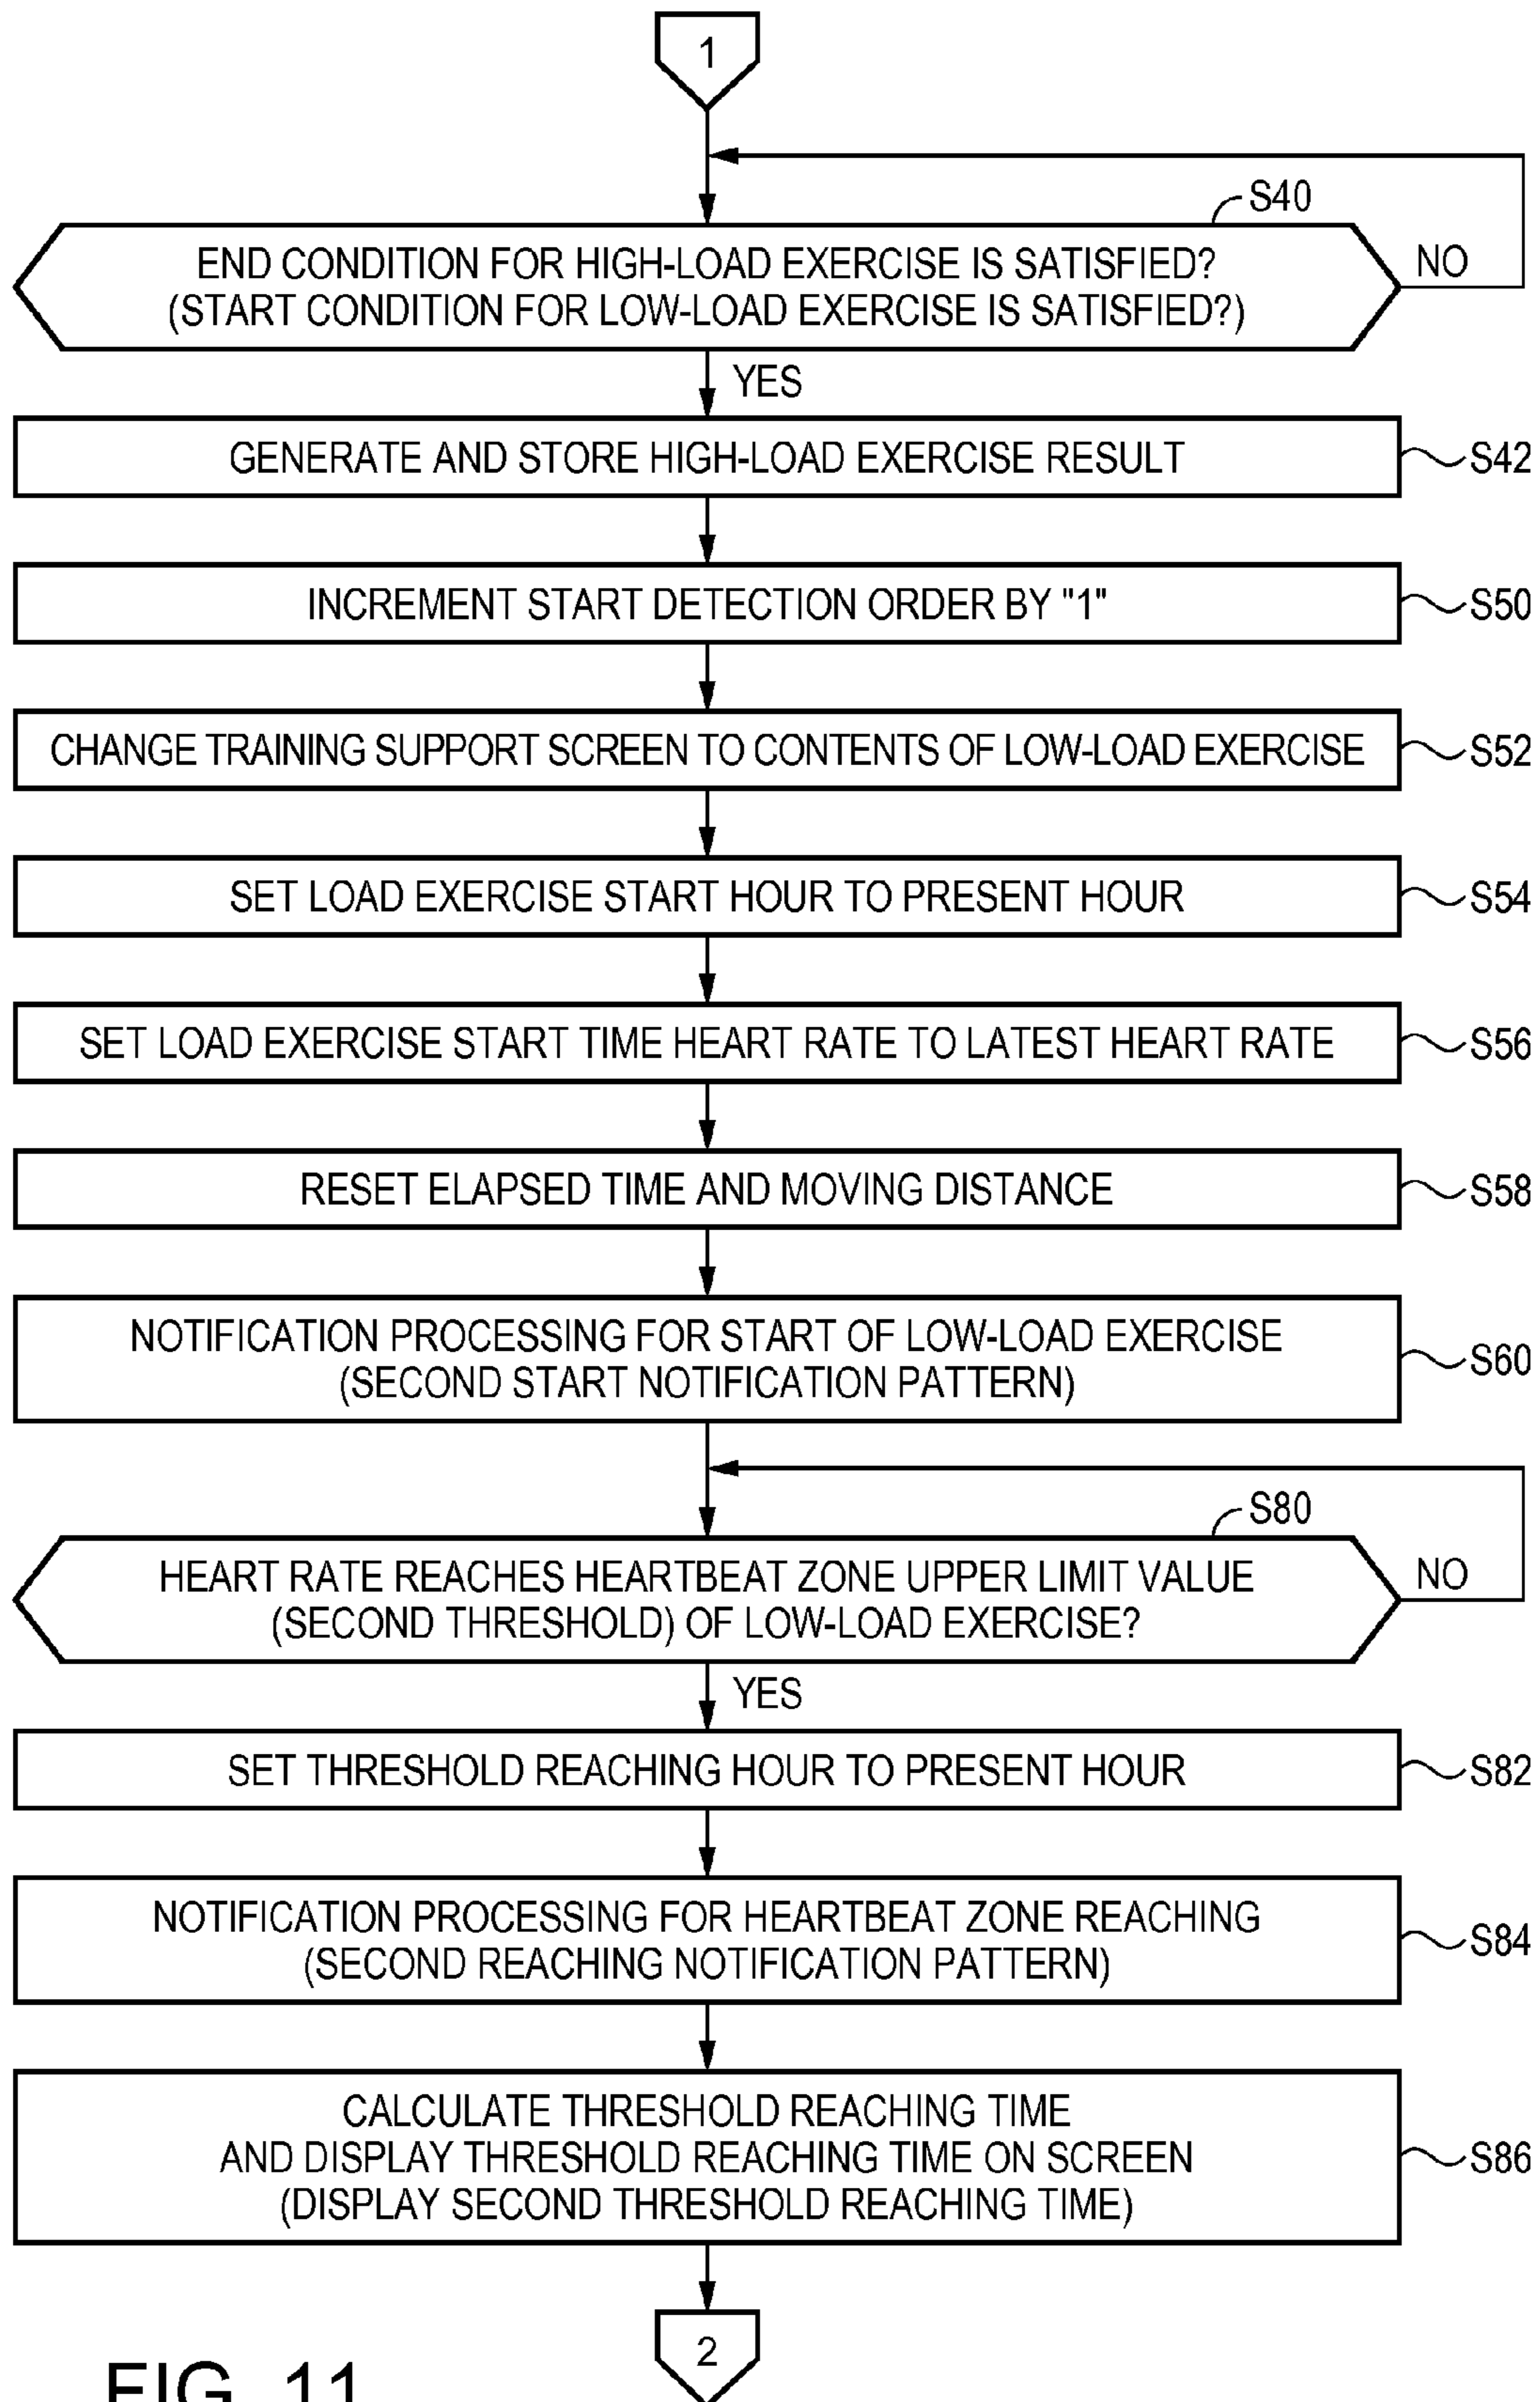 1
S40
END CONDITION FOR HIGH-LOAD EXERCISE IS SATISFIED?
(START CONDITION FOR LOW-LOAD EXERCISE IS SATISFIED?)
NO
YES
GENERATE AND STORE HIGH-LOAD EXERCISE RESULT
S42
INCREMENT START DETECTION ORDER BY "1"
S50
CHANGE TRAINING SUPPORT SCREEN TO CONTENTS OF LOW-LOAD EXERCISE
S52
SET LOAD EXERCISE START HOUR TO PRESENT HOUR
S54
SET LOAD EXERCISE START TIME HEART RATE TO LATEST HEART RATE
S56
RESET ELAPSED TIME AND MOVING DISTANCE
S58
NOTIFICATION PROCESSING FOR START OF LOW-LOAD EXERCISE
(SECOND START NOTIFICATION PATTERN)
S60
S80
HEART RATE REACHES HEARTBEAT ZONE UPPER LIMIT VALUE
(SECOND THRESHOLD) OF LOW-LOAD EXERCISE?
NO
YES
SET THRESHOLD REACHING HOUR TO PRESENT HOUR
S82
NOTIFICATION PROCESSING FOR HEARTBEAT ZONE REACHING
(SECOND REACHING NOTIFICATION PATTERN)
S84
CALCULATE THRESHOLD REACHING TIME
AND DISPLAY THRESHOLD REACHING TIME ON SCREEN
(DISPLAY SECOND THRESHOLD REACHING TIME)
S86
2
FIG. 11